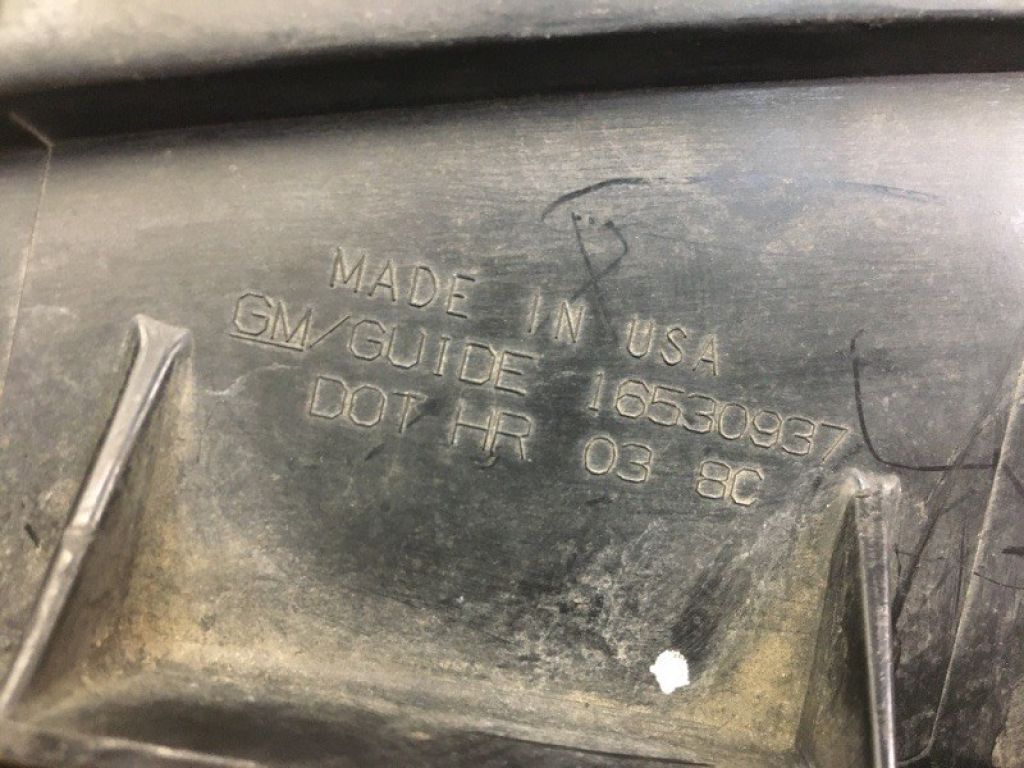 MADE IN USA
GM/GUIDE 16530937
DOT HR 03 8C